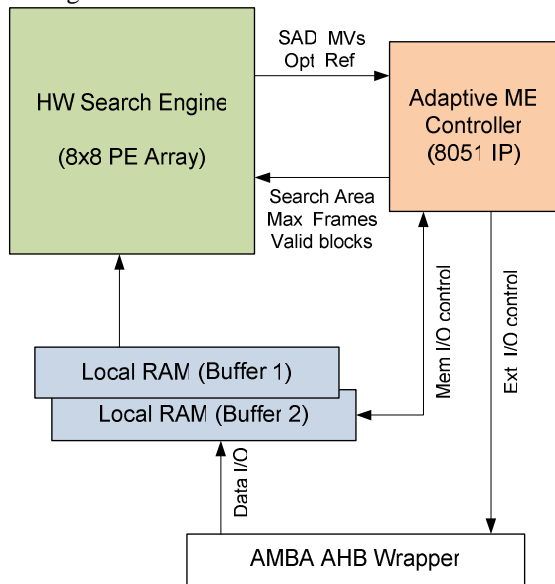 HW Search Engine
(8x8 PE Array)
SAD MVs
Opt Ref
Adaptive ME
Controller
(8051 IP)
Search Area
Max Frames
Valid blocks
Mem I/O control
Ext I/O control
Local RAM (Buffer 1)
Local RAM (Buffer 2)
Data I/O
AMBA AHB Wrapper